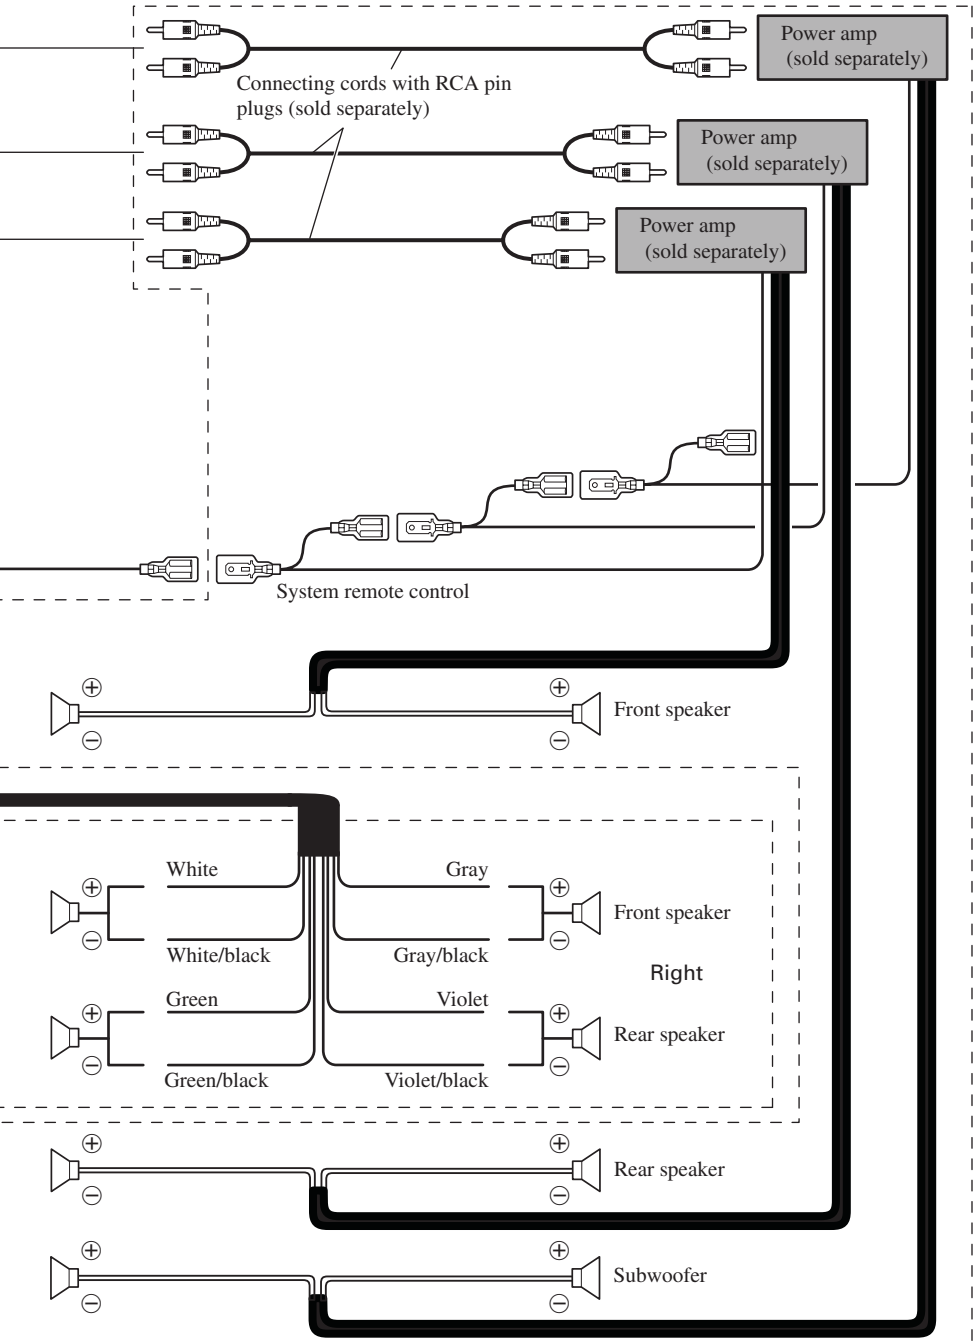 Power amp
(sold separately)
Connecting cords with RCA pin
plugs (sold separately)
Power amp
(sold separately)
Power amp
(sold separately)
System remote control
⊕ ⊕
Front speaker
⊖ ⊖
White Gray
⊕ ⊕
Front speaker
⊖ ⊖
White/black Gray/black
Right
Green Violet
⊕ ⊕
Rear speaker
⊖ ⊖
Green/black Violet/black
⊕ ⊕
Rear speaker
⊖ ⊖
⊕ ⊕
Subwoofer
⊖ ⊖